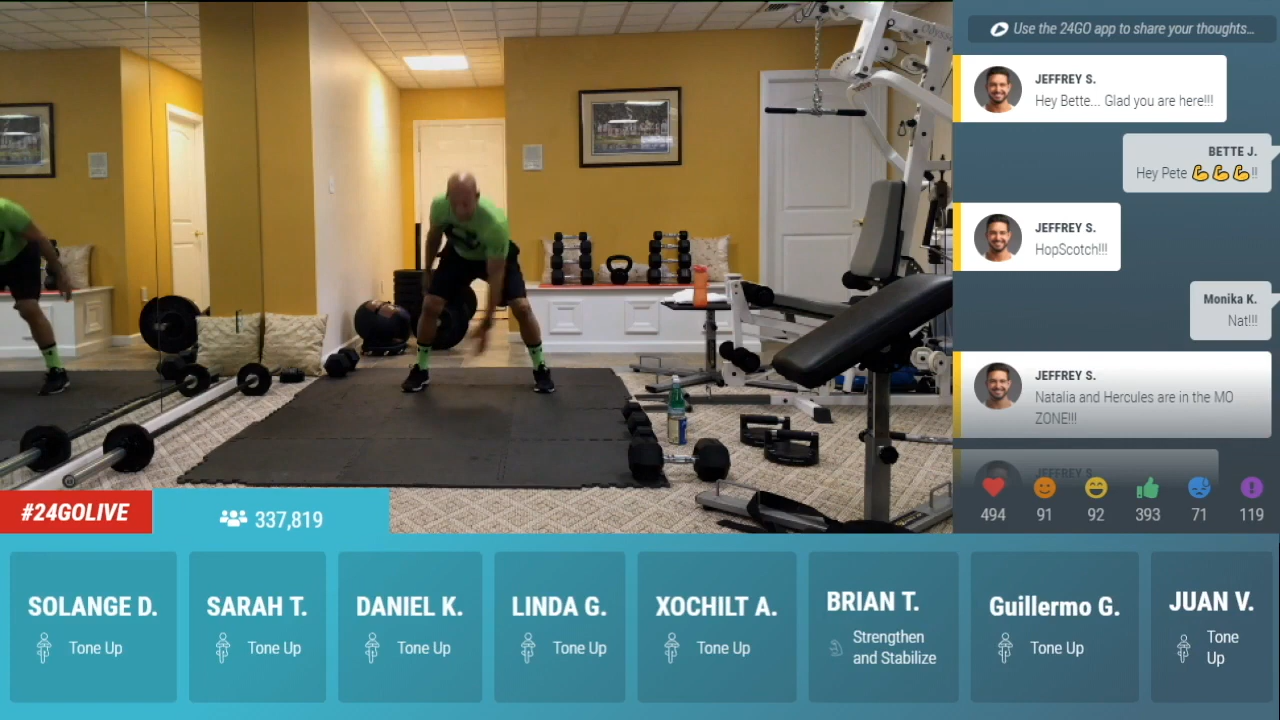 Use the 24GO app to share your thoughts...
JEFFREY S.
Hey Bette... Glad you are here!!!
BETTE J.
Hey Pete 💪💪💪!!
JEFFREY S.
HopScotch!!!
Monika K.
Nat!!!
JEFFREY S.
Natalia and Hercules are in the MO
ZONE!!!
JEFFREY S.
494 91 92 393 71 119
#24GOLIVE
337,819
SOLANGE D.
Tone Up
SARAH T.
Tone Up
DANIEL K.
Tone Up
LINDA G.
Tone Up
XOCHILT A.
Tone Up
BRIAN T.
Strengthen
and Stabilize
Guillermo G.
Tone Up
JUAN V.
Tone
Up